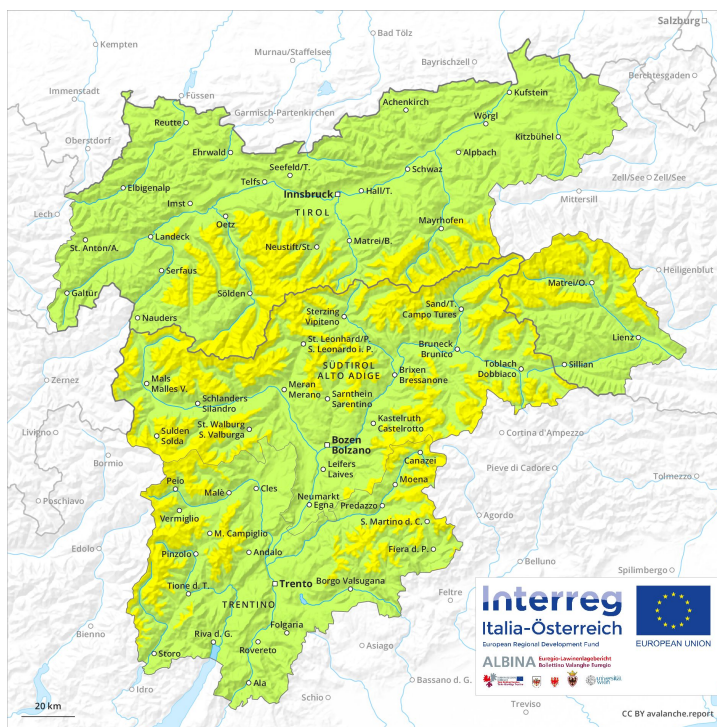 Salzburg
Kempten
Bad Tölz
Murnau/Staffelsee
Bayrischzell
Berchtesgaden
Immenstadt
Füssen
Kufstein
Achenkirch
Garmisch-Partenkirchen
Reutte
Wörgl
Oberstdorf
Kitzbühel
Ehrwald
Alpbach
Seefeld/T.
Schwaz
Telfs
Zell/See
Zell/See
Elbigenalp
Innsbruck
Hall/T.
Mittersill
Imst
TIROL
Lech
Oetz
Mayrhofen
Landeck
Neustift/St.
Matrei/B.
St. Anton/A.
Serfaus
Heiligenblut
Matrei/O.
Galtür
Sölden
Sand/T.
Campo Tures
Nauders
Sterzing
Vipiteno
Lienz
St. Leonhard/P.
S. Leonardo i. P.
Bruneck
Brunico
Sillian
Toblach
Dobbiaco
SÜDTIROL
ALTO ADIGE
Brixen
Bressanone
Zernez
Mals
Malles V.
Meran
Merano
Schlanders
Silandro
Sarnthein
Sarentino
St. Walburg
S. Valburga
Kastelruth
Castelrotto
Livigno
Sulden
Solda
Cortina d'Ampezzo
Bozen
Bolzano
Bormio
Canazei
Pieve di Cadore
Leifers
Laives
Tolmezzo
Peio
Moena
Poschiavo
Malè
Cles
Neumarkt
Egna
Predazzo
Vermiglio
Agordo
S. Martino d. C.
M. Campiglio
Edolo
Pinzolo
Andalo
Fiera d. P.
Belluno
Spilimbergo
Trento
Borgo Valsugana
Tione d. T.
Feltre
TRENTINO
Folgaria
Bienno
Riva d. G.
Rovereto
Asiago
Storo
Bassano d. G.
Idro
Ala
Schio
Treviso
Interreg
Italia-Österreich
European Regional Development Fund
EUROPEAN UNION
ALBINA
Euregio-Lawinenlagebericht
Bollettino Valanghe Euregio
universität
wien
20 km
CC BY avalanche.report